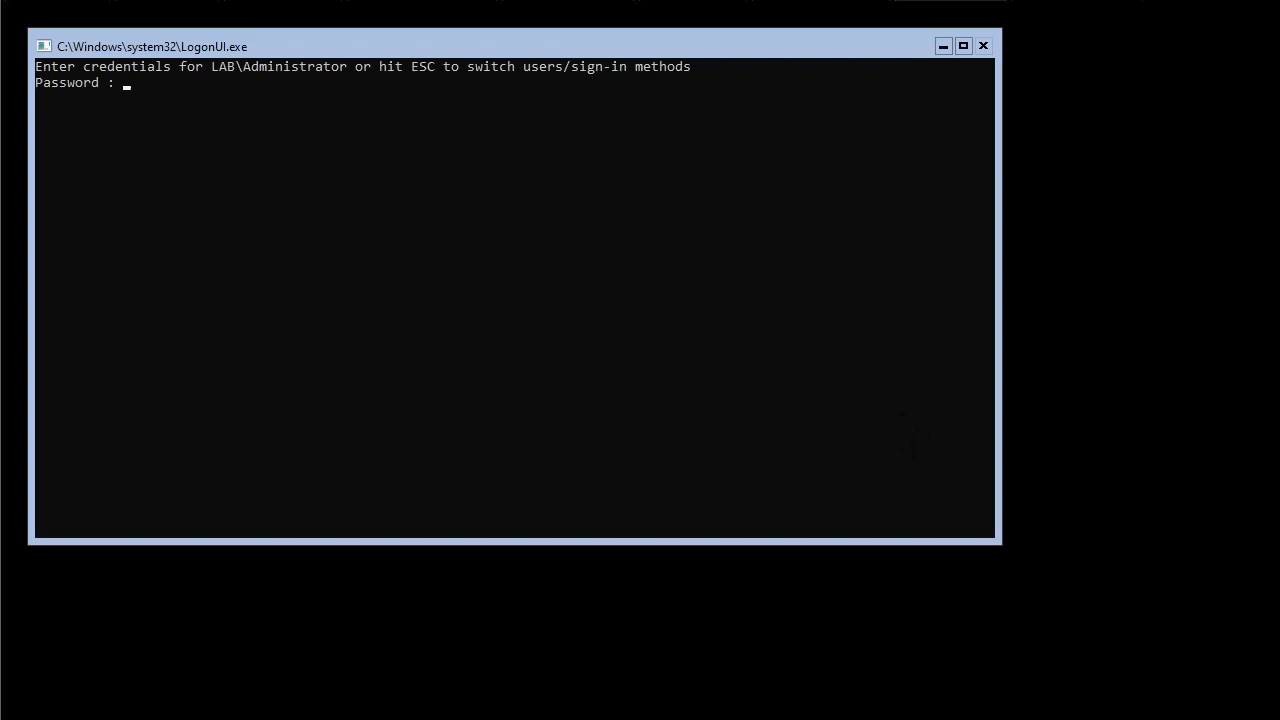 C:\Windows\system32\LogonUI.exe
Enter credentials for LAB\Administrator or hit ESC to switch users/sign-in methods
Password :